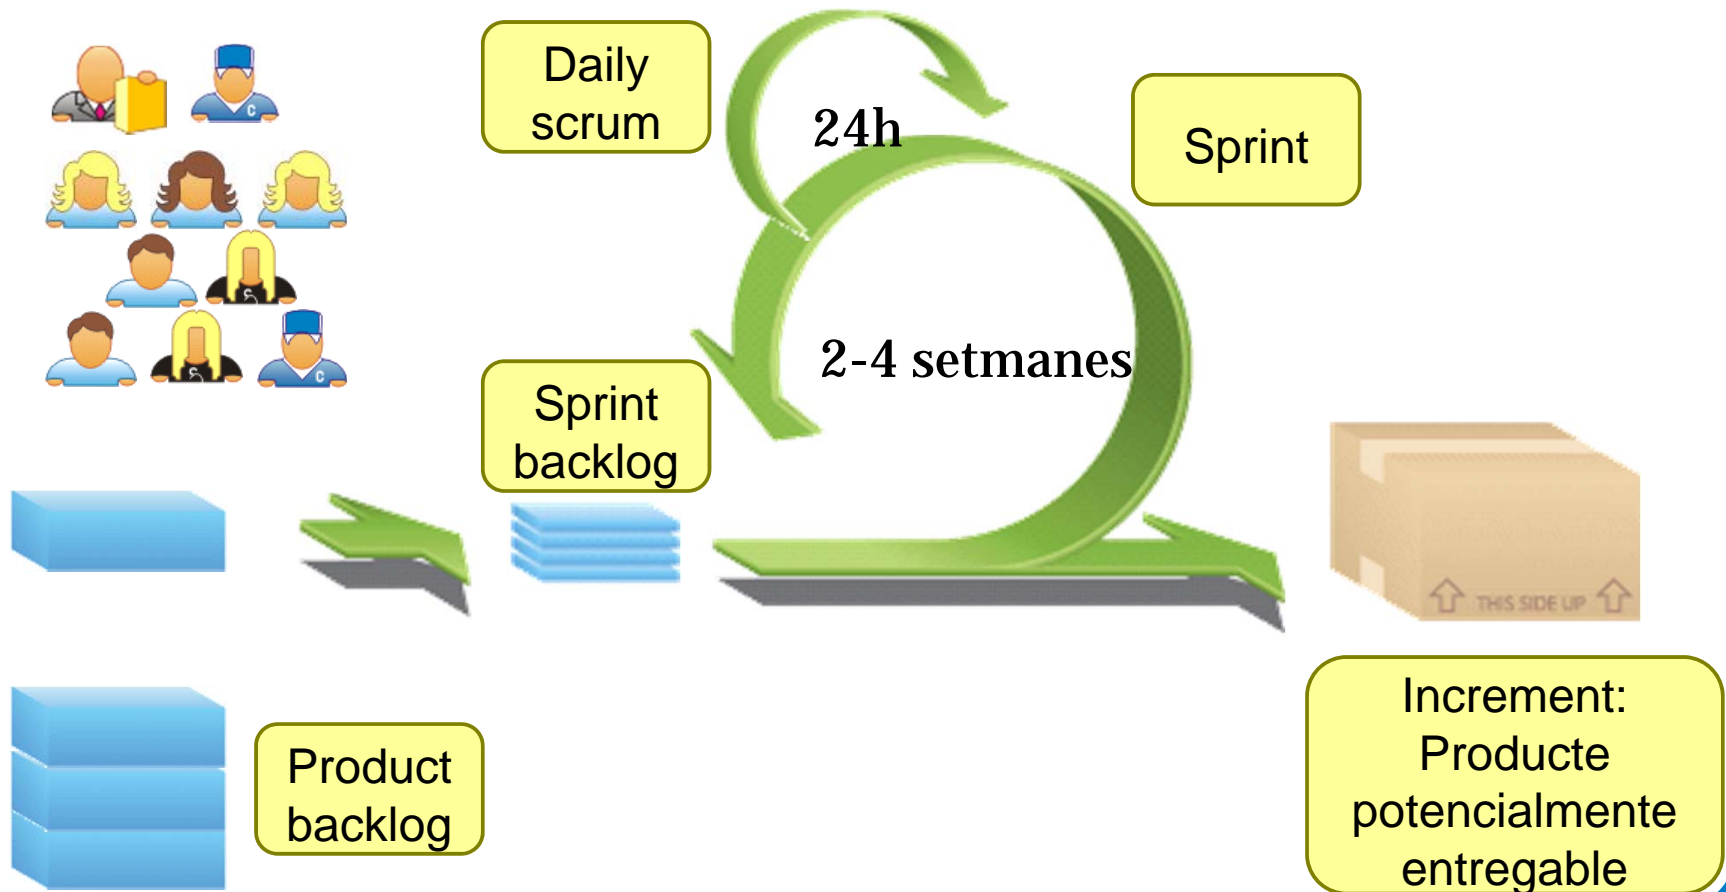 Daily
scrum
24h
Sprint
2-4 setmanes
Sprint
backlog
THIS SIDE UP
Product
backlog
Increment:
Producte
potencialmente
entregable
C
C